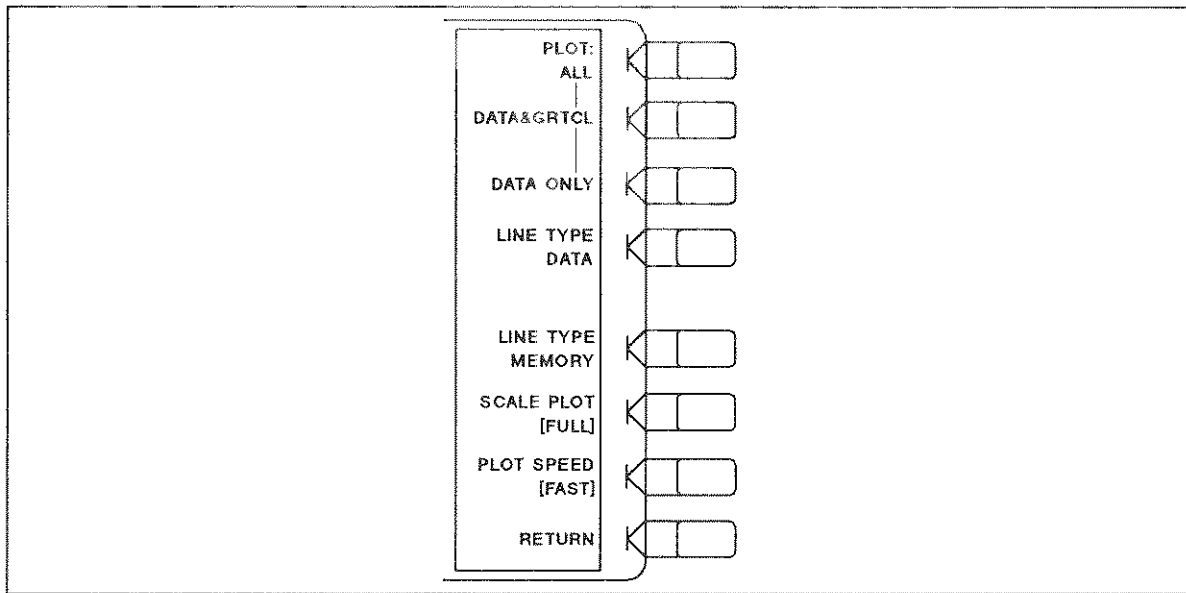 PLOT:
ALL
DATA&GRTCL
DATA ONLY
LINE TYPE
DATA
LINE TYPE
MEMORY
SCALE PLOT
[FULL]
PLOT SPEED
[FAST]
RETURN